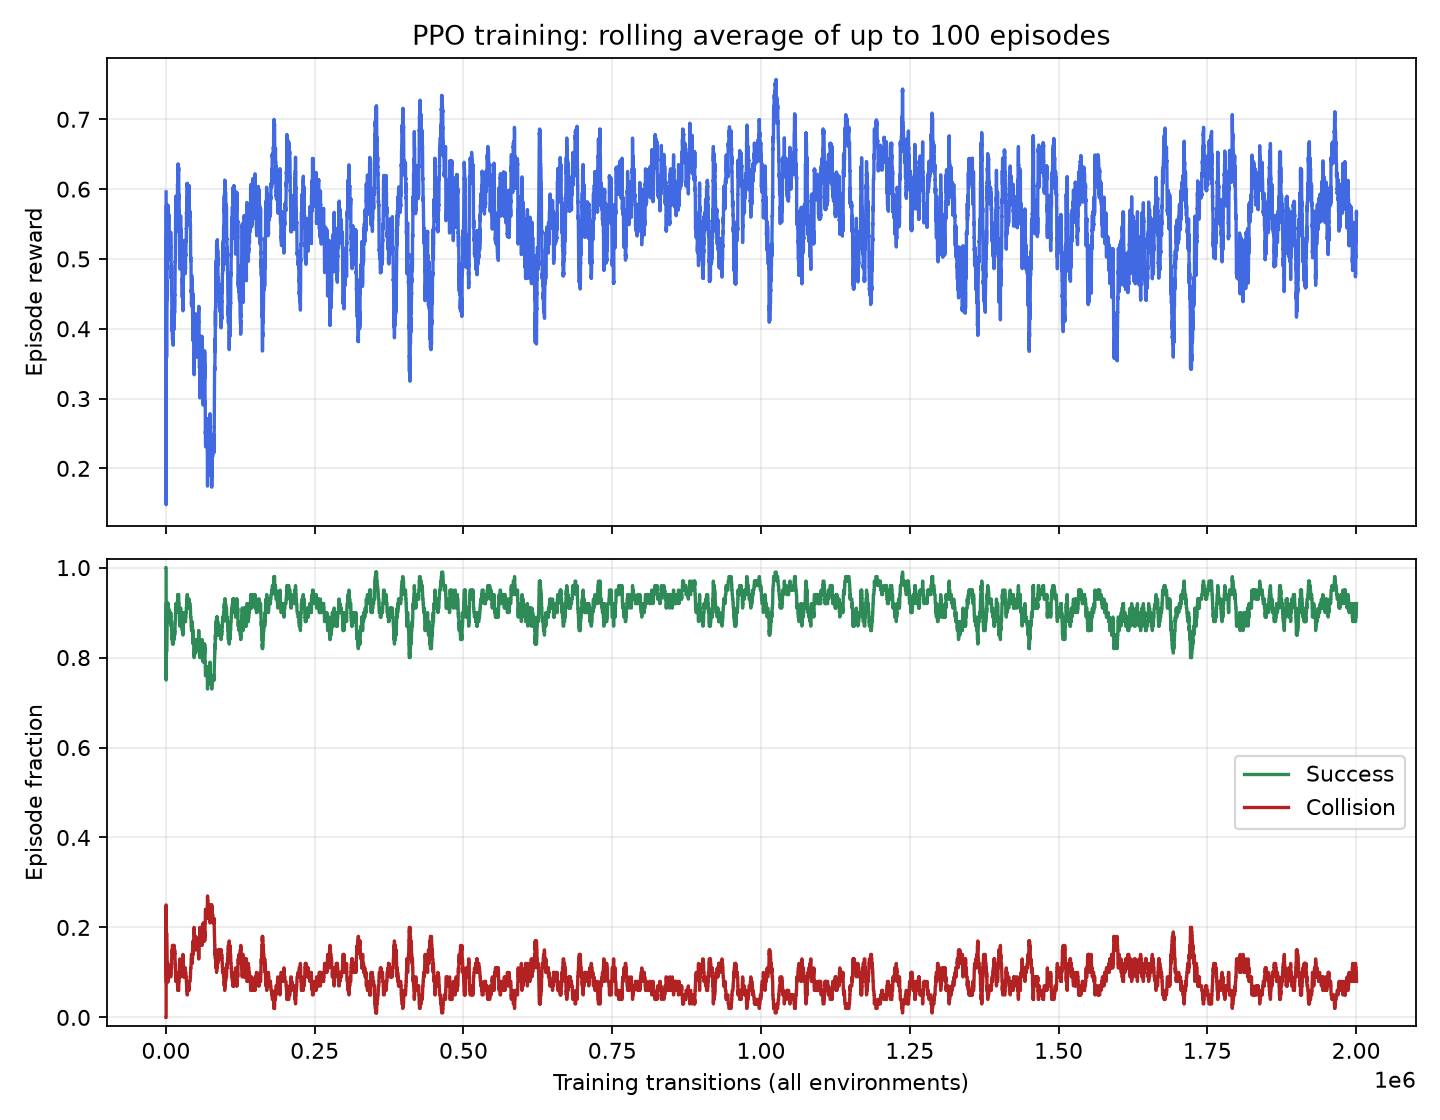 PPO training: rolling average of up to 100 episodes
Episode reward
0.7
0.6
0.5
0.4
0.3
0.2
Episode fraction
1.0
0.8
0.6
0.4
0.2
0.0
Success
Collision
0.00 0.25 0.50 0.75 1.00 1.25 1.50 1.75 2.00
Training transitions (all environments)
1e6